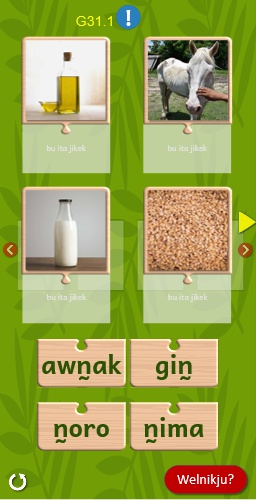 G31.1 !
bu ita jikek
bu ita jikek
bu ita jikek
bu ita jikek
awn̰ak
gin̰
n̰oro
n̰ima
Welnikju?